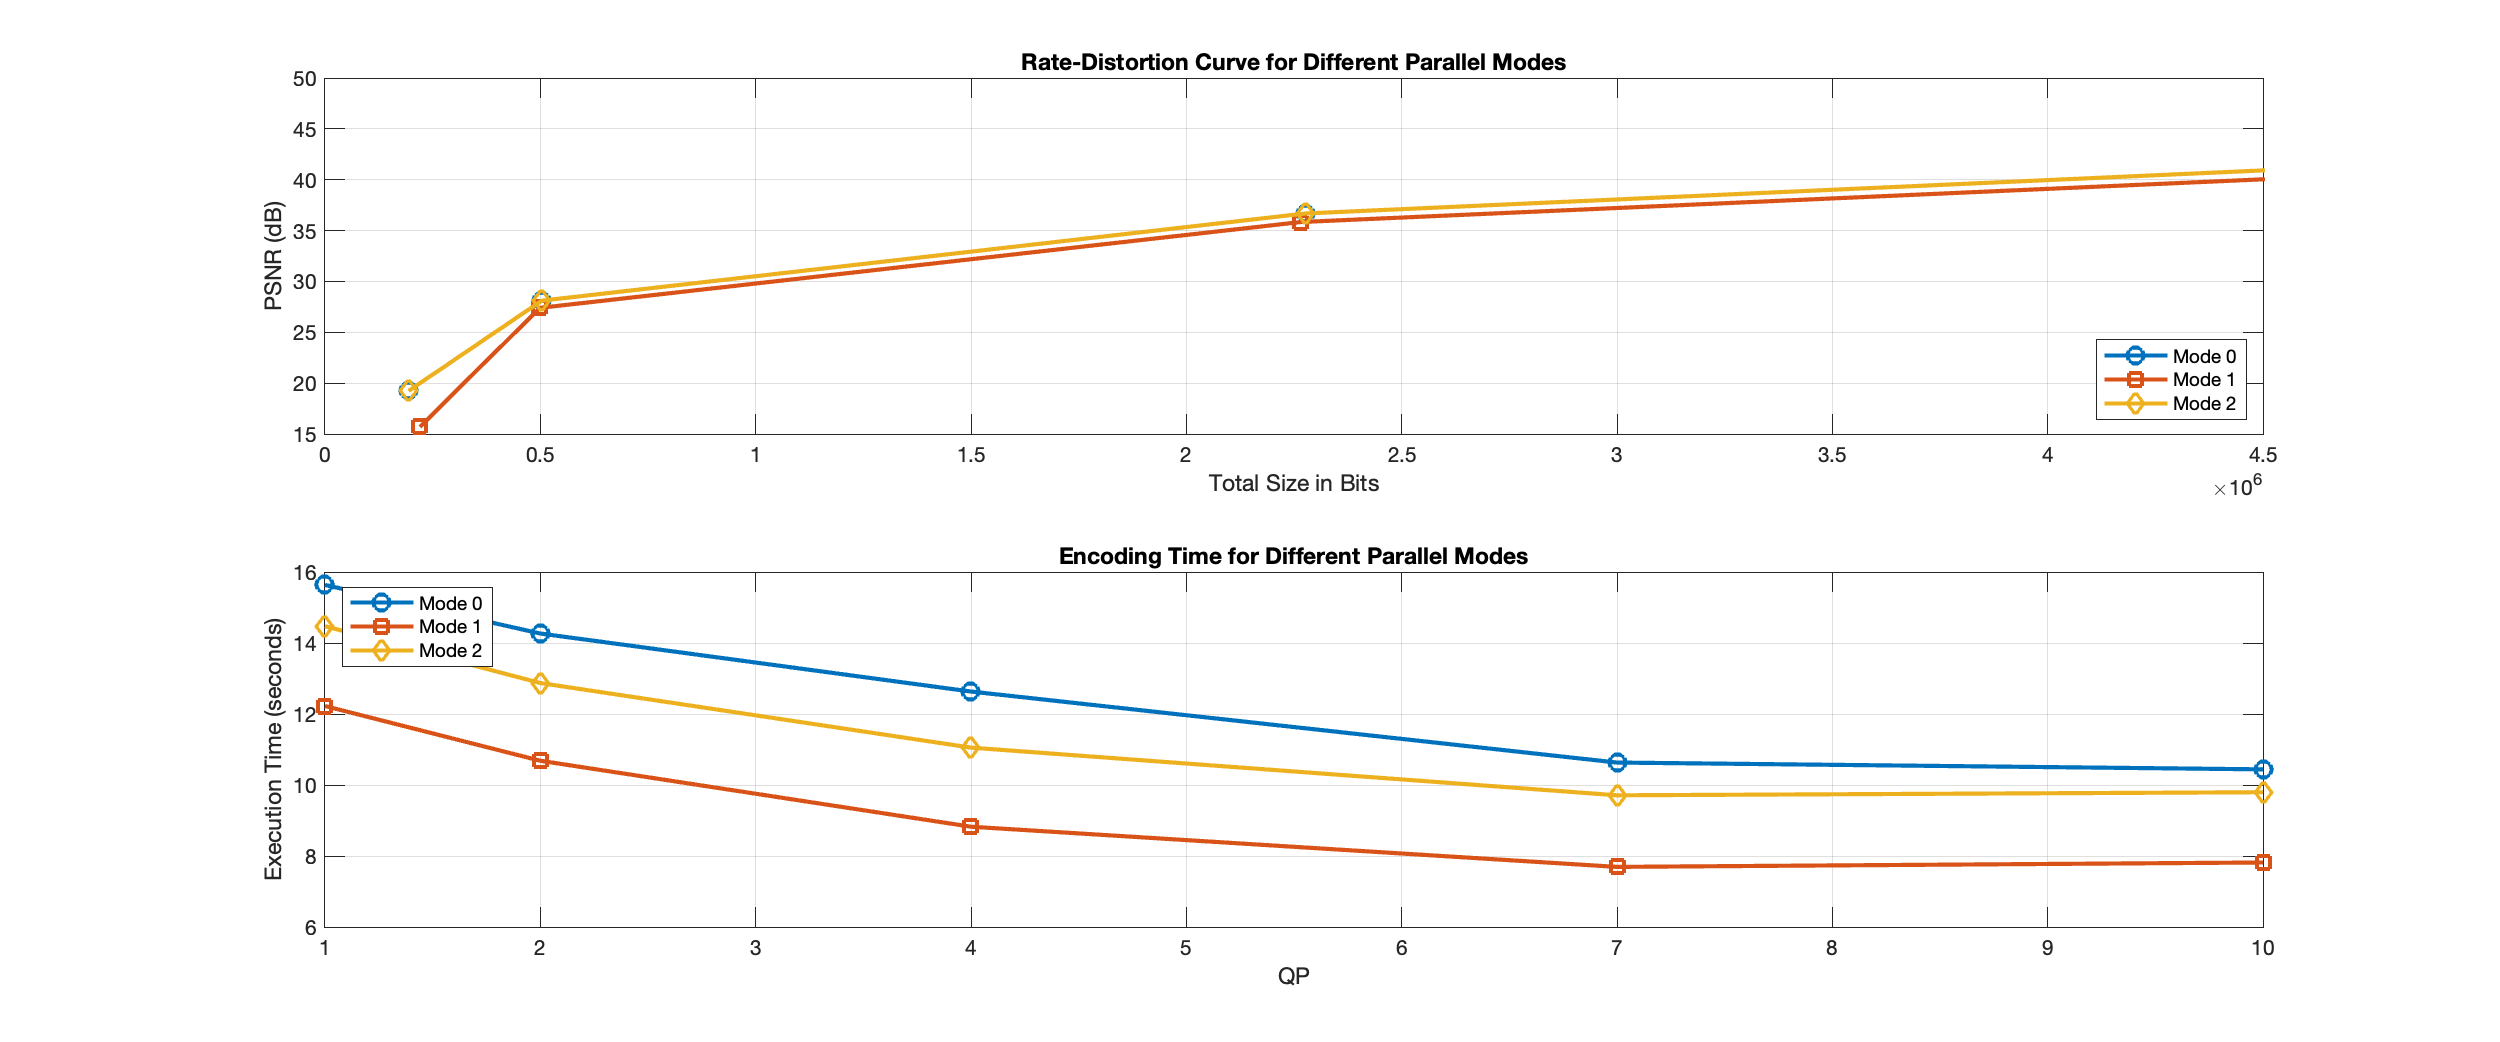 Rate-Distortion Curve for Different Parallel Modes
50
45
40
35
30
25
20
15
PSNR (dB)
0 0.5 1 1.5 2 2.5 3 3.5 4 4.5
Total Size in Bits
×10^6
Mode 0
Mode 1
Mode 2
Encoding Time for Different Parallel Modes
16
14
12
10
8
6
Execution Time (seconds)
Mode 0
Mode 1
Mode 2
1 2 3 4 5 6 7 8 9 10
QP